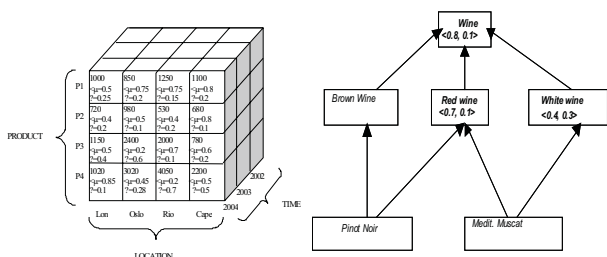 P1
1000 850 1250 1100
<μ=0.5 <μ=0.75 <μ=0.75 <μ=0.8
?=0.25 ?=0.2 ?=0.15 ?=0.2
P2
720 980 530 680
<μ=0.4 <μ=0.5 <μ=0.4 <μ=0.8
?=0.2 ?=0.1 ?=0.2 ?=0.1
PRODUCT
P3
1150 2400 2000 780
<μ=0.5 <μ=0.2 <μ=0.7 <μ=0.6
?=0.4 ?=0.6 ?=0.1 ?=0.2
P4
1020 3020 4050 2200
<μ=0.85 <μ=0.45 <μ=0.2 <μ=0.5
?=0.1 ?=0.28 ?=0.7 ?=0.5
2002
2003
2004
TIME
Lon Oslo Rio Cape
LOCATION
Wine
<0.8, 0.1>
Brown Wine
Red wine
<0.7, 0.1>
White wine
<0.4, 0.3>
Pinot Noir
Medit. Muscat